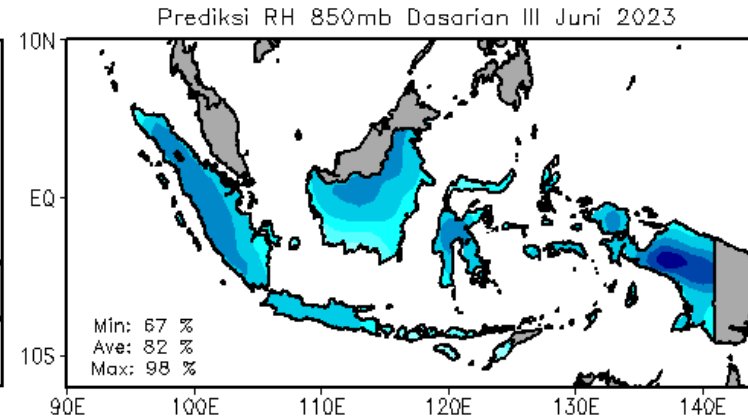 Prediksi RH 850mb Dasarian III Juni 2023
10N
EQ
10S
Min: 67 %
Ave: 82 %
Max: 98 %
90E 100E 110E 120E 130E 140E